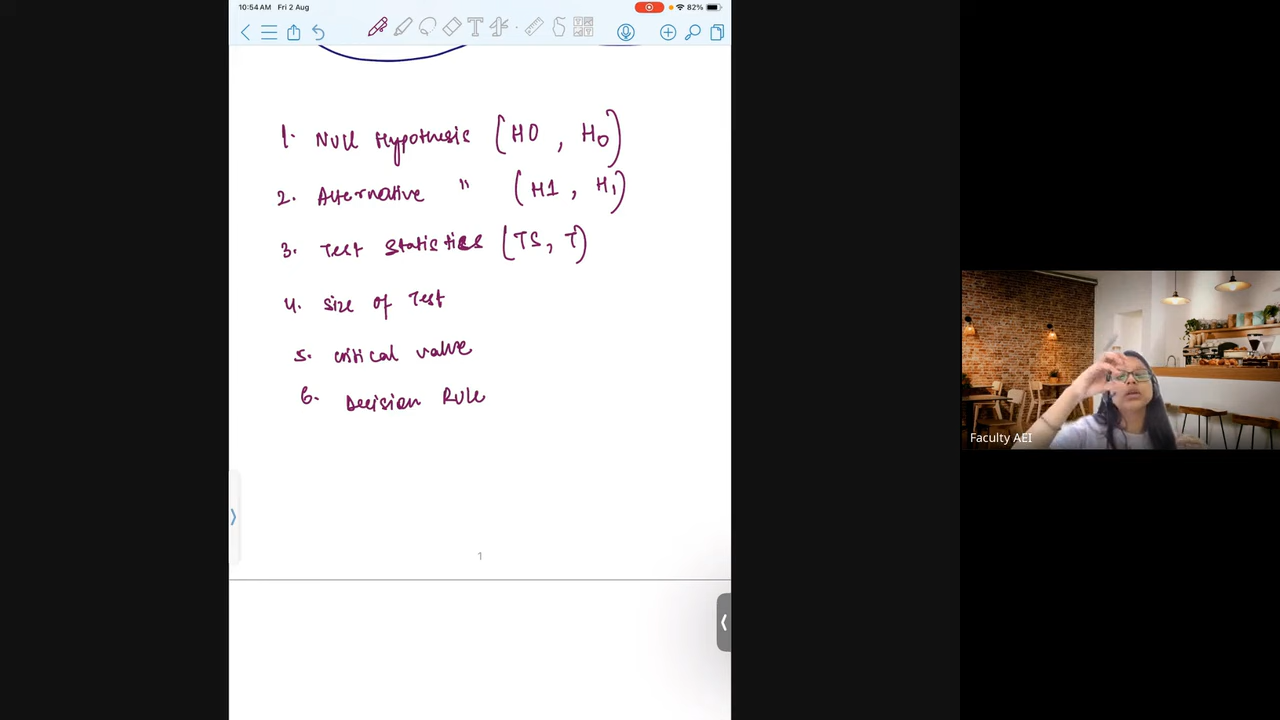 10:54 AM Fri 2 Aug
82%
1. Null Hypothesis (H0, H₀)
2. Alternative " (H1, H₁)
3. Test Statistics (TS, T)
4. Size of Test
5. critical value
6. Decision Rule
1
Faculty AEI